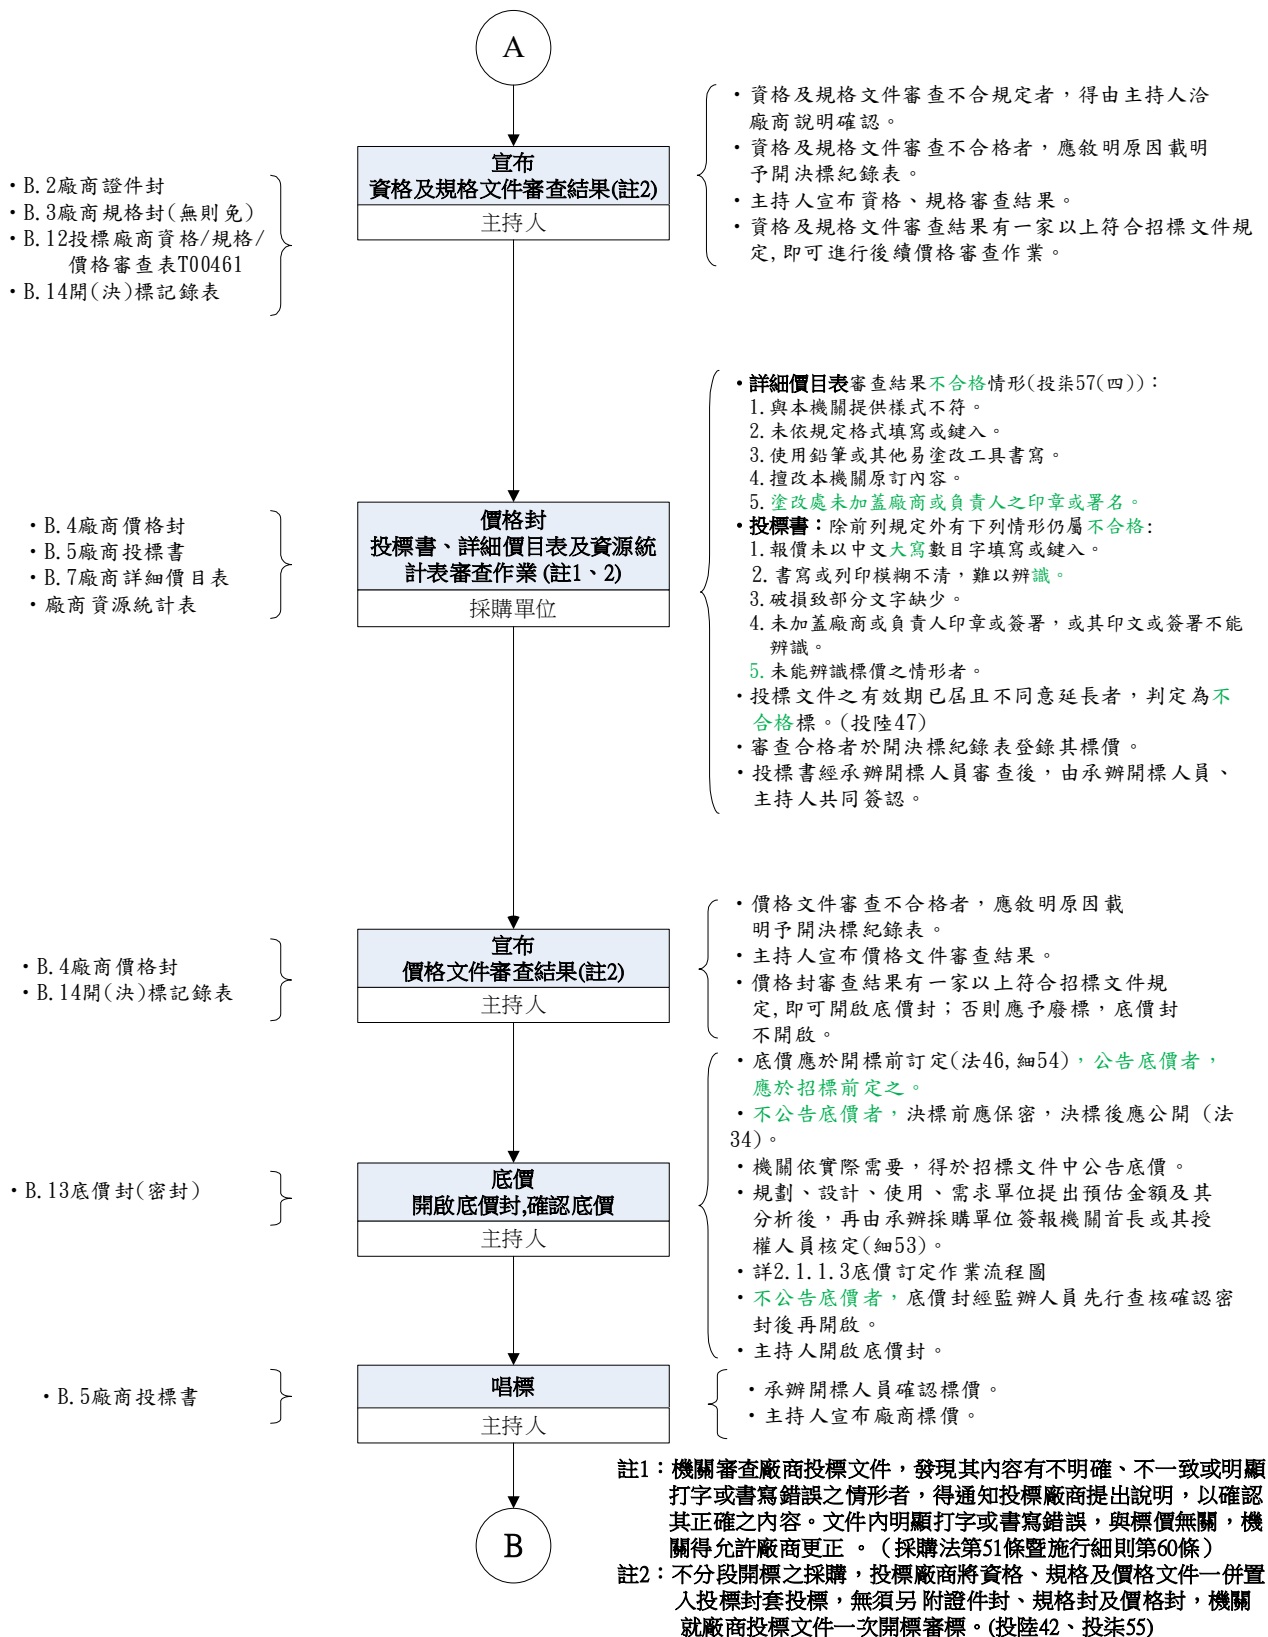 A
・資格及規格文件審查不合規定者，得由主持人洽
廠商說明確認。
・資格及規格文件審查不合格者，應敘明原因載明
予開決標紀錄表。
・主持人宣布資格、規格審查結果。
・資格及規格文件審查結果有一家以上符合招標文件規
定,即可進行後續價格審查作業。
宣布
資格及規格文件審查結果(註2)
主持人
・B.2廠商證件封
・B.3廠商規格封(無則免)
・B.12投標廠商資格/規格/
價格審查表T00461
・B.14開(決)標記錄表
・詳細價目表審查結果不合格情形(投柒57(四))：
1.與本機關提供樣式不符。
2.未依規定格式填寫或鍵入。
3.使用鉛筆或其他易塗改工具書寫。
4.擅改本機關原訂內容。
5.塗改處未加蓋廠商或負責人之印章或署名。
・投標書：除前列規定外有下列情形仍屬不合格:
1.報價未以中文大寫數目字填寫或鍵入。
2.書寫或列印模糊不清，難以辨識。
3.破損致部分文字缺少。
4.未加蓋廠商或負責人印章或簽署，或其印文或簽署不能
辨識。
5.未能辨識標價之情形者。
・投標文件之有效期已屆且不同意延長者，判定為不
合格標。(投陸47)
・審查合格者於開決標紀錄表登錄其標價。
・投標書經承辦開標人員審查後，由承辦開標人員、
主持人共同簽認。
價格封
投標書、詳細價目表及資源統
計表審查作業(註1、2)
採購單位
・B.4廠商價格封
・B.5廠商投標書
・B.7廠商詳細價目表
・廠商資源統計表
・價格文件審查不合格者，應敘明原因載
明予開決標紀錄表。
・主持人宣布價格文件審查結果。
・價格封審查結果有一家以上符合招標文件規
定,即可開啟底價封；否則應予廢標，底價封
不開啟。
宣布
價格文件審查結果(註2)
主持人
・B.4廠商價格封
・B.14開(決)標記錄表
・底價應於開標前訂定(法46,細54)，公告底價者，
應於招標前定之。
・不公告底價者，決標前應保密，決標後應公開(法
34)。
・機關依實際需要，得於招標文件中公告底價。
・規劃、設計、使用、需求單位提出預估金額及其
分析後，再由承辦採購單位簽報機關首長或其授
權人員核定(細53)。
・詳2.1.1.3底價訂定作業流程圖
・不公告底價者，底價封經監辦人員先行查核確認密
封後再開啟。
・主持人開啟底價封。
底價
開啟底價封,確認底價
主持人
・B.13底價封(密封)
唱標
主持人
・B.5廠商投標書
・承辦開標人員確認標價。
・主持人宣布廠商標價。
B
註1：機關審查廠商投標文件，發現其內容有不明確、不一致或明顯
打字或書寫錯誤之情形者，得通知投標廠商提出說明，以確認
其正確之內容。文件內明顯打字或書寫錯誤，與標價無關，機
關得允許廠商更正 。（採購法第51條暨施行細則第60條）
註2：不分段開標之採購，投標廠商將資格、規格及價格文件一併置
入投標封套投標，無須另附證件封、規格封及價格封，機關
就廠商投標文件一次開標審標。(投陸42、投柒55)